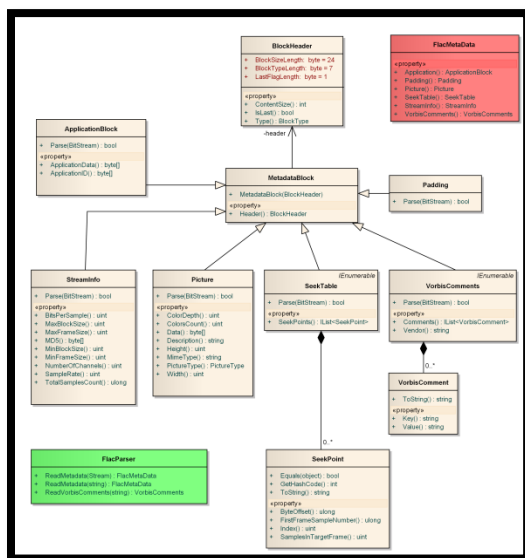 BlockHeader
+ BlockSizeLength: byte = 24
+ BlockTypeLength: byte = 7
+ LastFlagLength: byte = 1
«property»
+ ContentSize() : int
+ IsLast() : bool
+ Type() : BlockType
FlacMetaData
«property»
+ Application() : ApplicationBlock
+ Padding() : Padding
+ Picture() : Picture
+ SeekTable() : SeekTable
+ StreamInfo() : StreamInfo
+ VorbisComments() : VorbisComments
ApplicationBlock
+ Parse(BitStream) : bool
«property»
+ ApplicationData() : byte[]
+ ApplicationID() : byte[]
-header
MetadataBlock
+ MetadataBlock(BlockHeader)
«property»
+ Header() : BlockHeader
Padding
+ Parse(BitStream) : bool
StreamInfo
+ Parse(BitStream) : bool
«property»
+ BitsPerSample() : uint
+ MaxBlockSize() : uint
+ MaxFrameSize() : uint
+ MD5() : byte[]
+ MinBlockSize() : uint
+ MinFrameSize() : uint
+ NumberOfChannels() : uint
+ SampleRate() : uint
+ TotalSamplesCount() : ulong
Picture
+ Parse(BitStream) : bool
«property»
+ ColorDepth() : uint
+ ColorsCount() : uint
+ Data() : byte[]
+ Description() : string
+ Height() : uint
+ MimeType() : string
+ PictureType() : PictureType
+ Width() : uint
IEnumerable
SeekTable
+ Parse(BitStream) : bool
«property»
+ SeekPoints() : IList<SeekPoint>
IEnumerable
VorbisComments
+ Parse(BitStream) : bool
«property»
+ Comments() : IList<VorbisComment>
+ Vendor() : string
0..*
VorbisComment
+ ToString() : string
«property»
+ Key() : string
+ Value() : string
FlacParser
+ ReadMetadata(Stream) : FlacMetaData
+ ReadMetadata(string) : FlacMetaData
+ ReadVorbisComments(string) : VorbisComments
0..*
SeekPoint
+ Equals(object) : bool
+ GetHashCode() : int
+ ToString() : string
«property»
+ ByteOffset() : ulong
+ FirstFrameSampleNumber() : ulong
+ Index() : uint
+ SamplesInTargetFrame() : uint